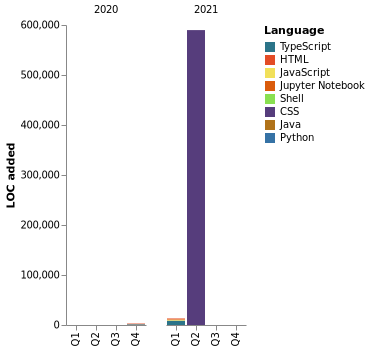 2020
2021
600,000
500,000
400,000
300,000
200,000
100,000
0
LOC added
Q1
Q2
Q3
Q4
Q1
Q2
Q3
Q4
Language
TypeScript
HTML
JavaScript
Jupyter Notebook
Shell
CSS
Java
Python